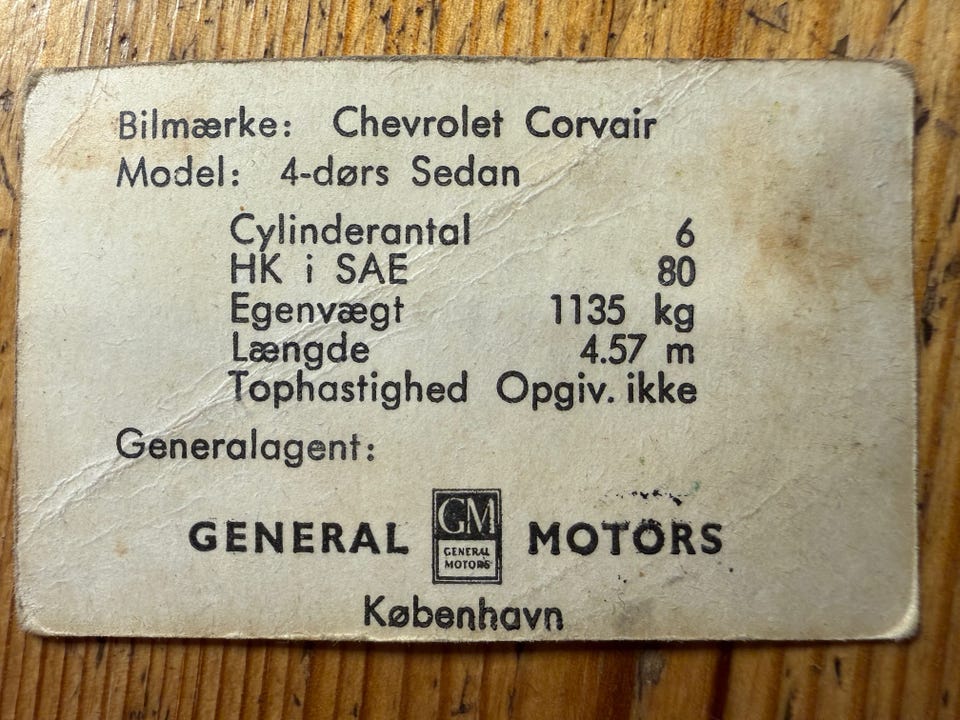 Bilmærke: Chevrolet Corvair
Model: 4-dørs Sedan
Cylinderantal 6
HK i SAE 80
Egenvægt 1135 kg
Længde 4.57 m
Tophastighed Opgiv. ikke
Generalagent:
GENERAL GM GENERAL MOTORS MOTORS
København